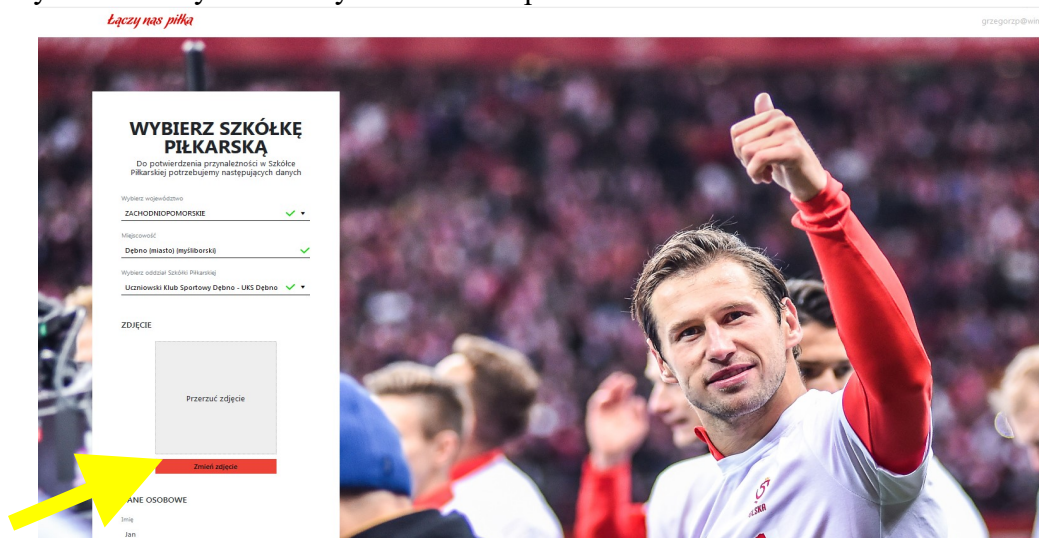 Łączy nas piłka
grzegorzp@win
WYBIERZ SZKÓŁKĘ
PIŁKARSKĄ
Do potwierdzenia przynależności w Szkółce
Piłkarskiej potrzebujemy następujących danych
Wybierz województwo
ZACHODNIOPOMORSKIE
Miejscowość
Dębno (miasto) (myśliborski)
Wybierz oddział Szkółki Piłkarskiej
Uczniowski Klub Sportowy Dębno - UKS Dębno
ZDJĘCIE
Przerzuć zdjęcie
Zmień zdjęcie
ANE OSOBOWE
Imię
Jan